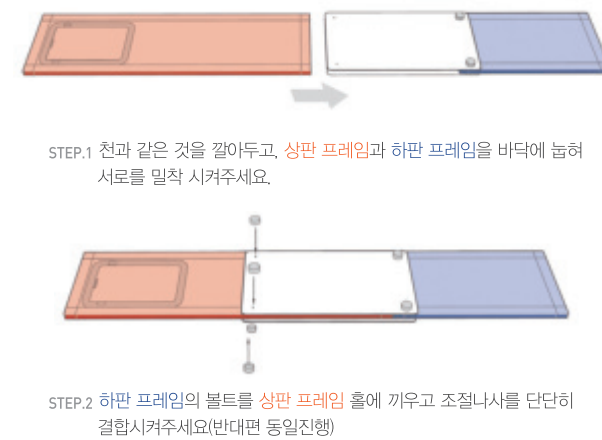 STEP.1 천과 같은 것을 깔아두고, 상판 프레임과 하판 프레임을 바닥에 눕혀
서로를 밀착 시켜주세요.
STEP.2 하판 프레임의 볼트를 상판 프레임 홀에 끼우고 조절나사를 단단히
결합시켜주세요(반대편 동일진행)